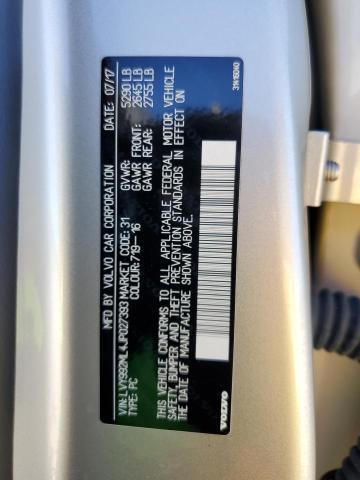 MFD BY VOLVO CAR CORPORATION DATE: 07/17
VIN: LVY992ML4JP027393 MARKET CODE: 31 GVWR: 5290 LB
TYPE: PC COLOUR: 719-16 GAWR FRONT: 2645 LB
GAWR REAR: 2755 LB
THIS VEHICLE CONFORMS TO ALL APPLICABLE FEDERAL MOTOR VEHICLE
SAFETY, BUMPER AND THEFT PREVENTION STANDARDS IN EFFECT ON
THE DATE OF MANUFACTURE SHOWN ABOVE.
VOLVO